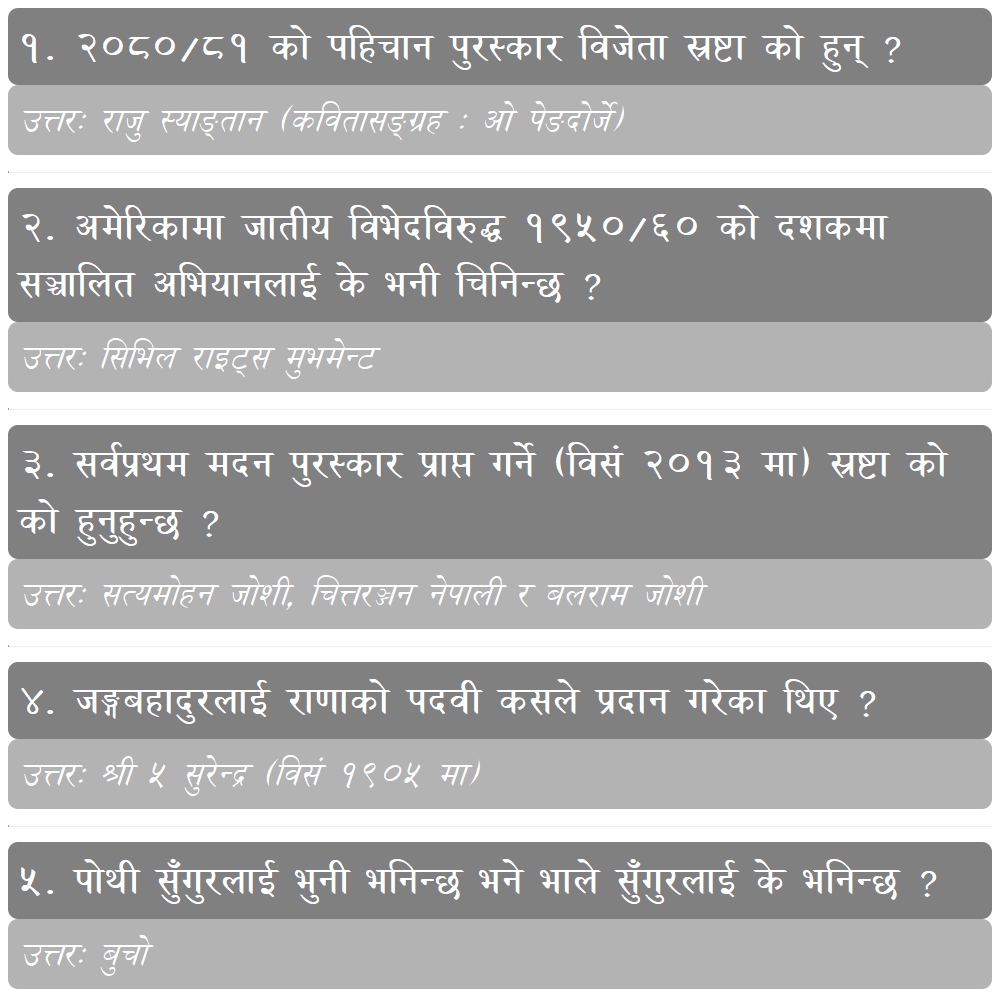 १. २०८०/८१ को पहिचान पुरस्कार विजेता स्रष्टा को हुन् ?
उत्तरः राजु स्याङ्तान (कवितासङ्ग्रह : ओ पेङदोर्जे)
२. अमेरिकामा जातीय विभेदविरुद्ध १९५०/६० को दशकमा
सञ्चालित अभियानलाई के भनी चिनिन्छ ?
उत्तरः सिभिल राइट्स मुभमेन्ट
३. सर्वप्रथम मदन पुरस्कार प्राप्त गर्ने (विसं २०१३ मा) स्रष्टा को
को हुनुहुन्छ ?
उत्तरः सत्यमोहन जोशी, चित्तरञ्जन नेपाली र बलराम जोशी
४. जङ्गबहादुरलाई राणाको पदवी कसले प्रदान गरेका थिए ?
उत्तरः श्री ५ सुरेन्द्र (विसं १९०५ मा)
५. पोथी सुँगुरलाई भुनी भनिन्छ भने भाले सुँगुरलाई के भनिन्छ ?
उत्तरः बुचो